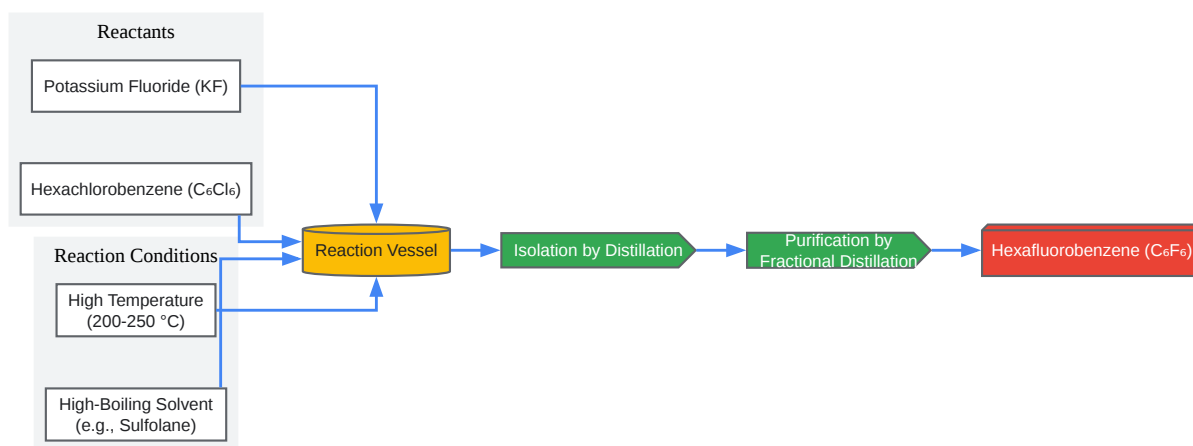 Reactants
Potassium Fluoride (KF)
Hexachlorobenzene (C₆Cl₆)
Reaction Conditions
High Temperature
(200-250 °C)
High-Boiling Solvent
(e.g., Sulfolane)
Reaction Vessel
Isolation by Distillation
Purification by
Fractional Distillation
Hexafluorobenzene (C₆F₆)